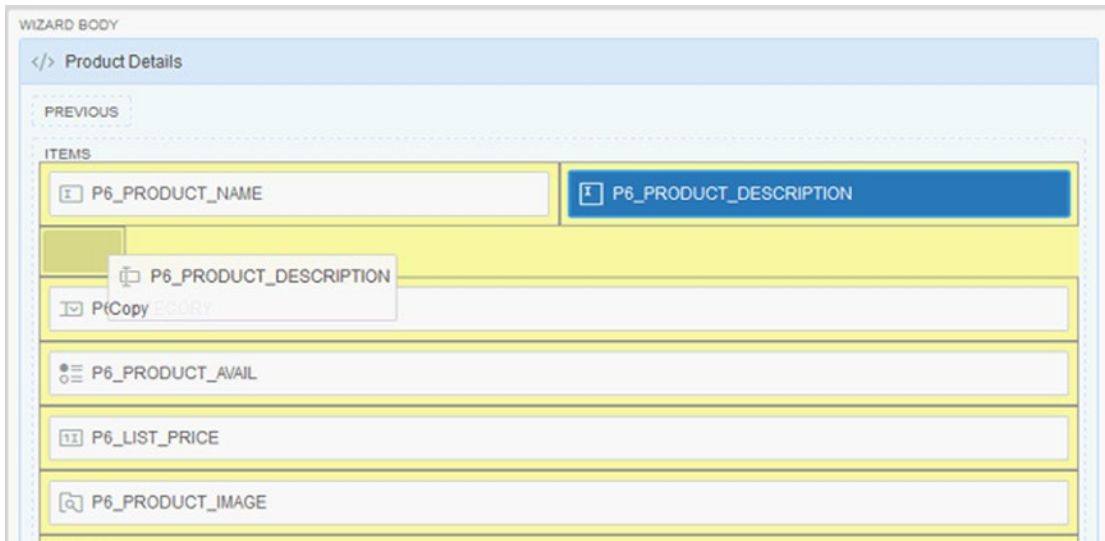 WIZARD BODY
</> Product Details
PREVIOUS
ITEMS
P6_PRODUCT_NAME
P6_PRODUCT_DESCRIPTION
P6_PRODUCT_DESCRIPTION
Copy
P6_PRODUCT_AVAIL
P6_LIST_PRICE
P6_PRODUCT_IMAGE